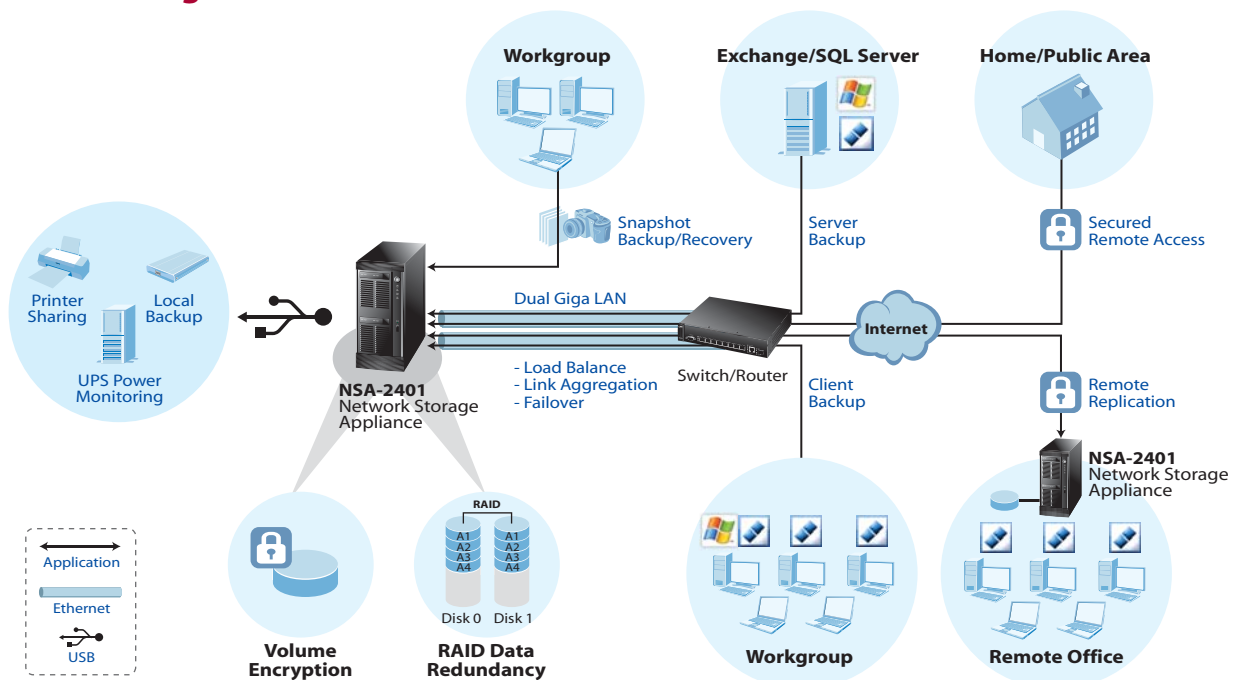 Workgroup
Exchange/SQL Server
Home/Public Area
Snapshot
Backup/Recovery
Server
Backup
Secured
Remote Access
Printer
Sharing
Local
Backup
UPS Power
Monitoring
Dual Giga LAN
Internet
- Load Balance
- Link Aggregation
- Failover
Switch/Router
Client
Backup
Remote
Replication
NSA-2401
Network Storage
Appliance
NSA-2401
Network Storage
Appliance
RAID
A1
A2
A3
A4
A1
A2
A3
A4
Disk 0
Disk 1
Application
Ethernet
USB
Volume
Encryption
RAID Data
Redundancy
Workgroup
Remote Office